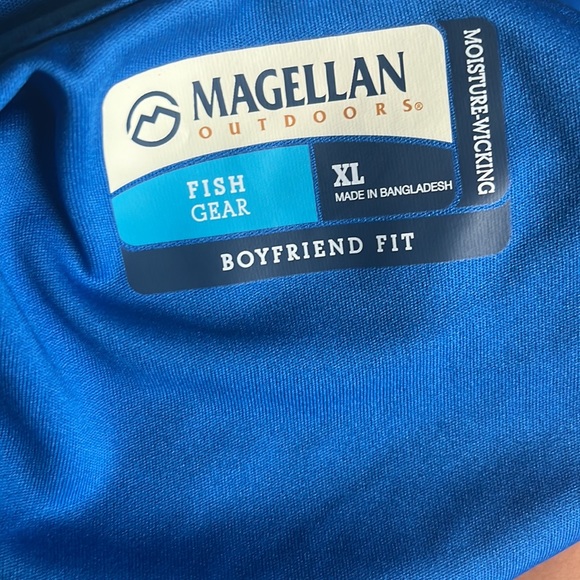 MAGELLAN
OUTDOORS®
FISH
GEAR
XL
MADE IN BANGLADESH
MOISTURE-WICKING
BOYFRIEND FIT